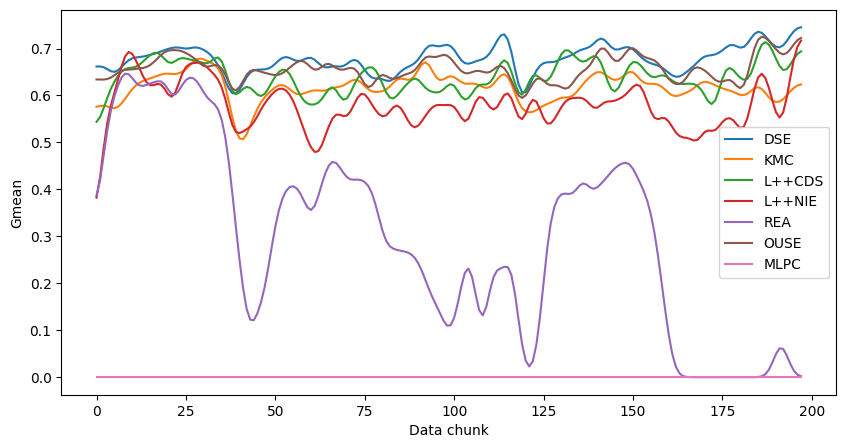 Gmean
0.7
0.6
0.5
0.4
0.3
0.2
0.1
0.0
DSE
KMC
L++CDS
L++NIE
REA
OUSE
MLPC
0 25 50 75 100 125 150 175 200
Data chunk